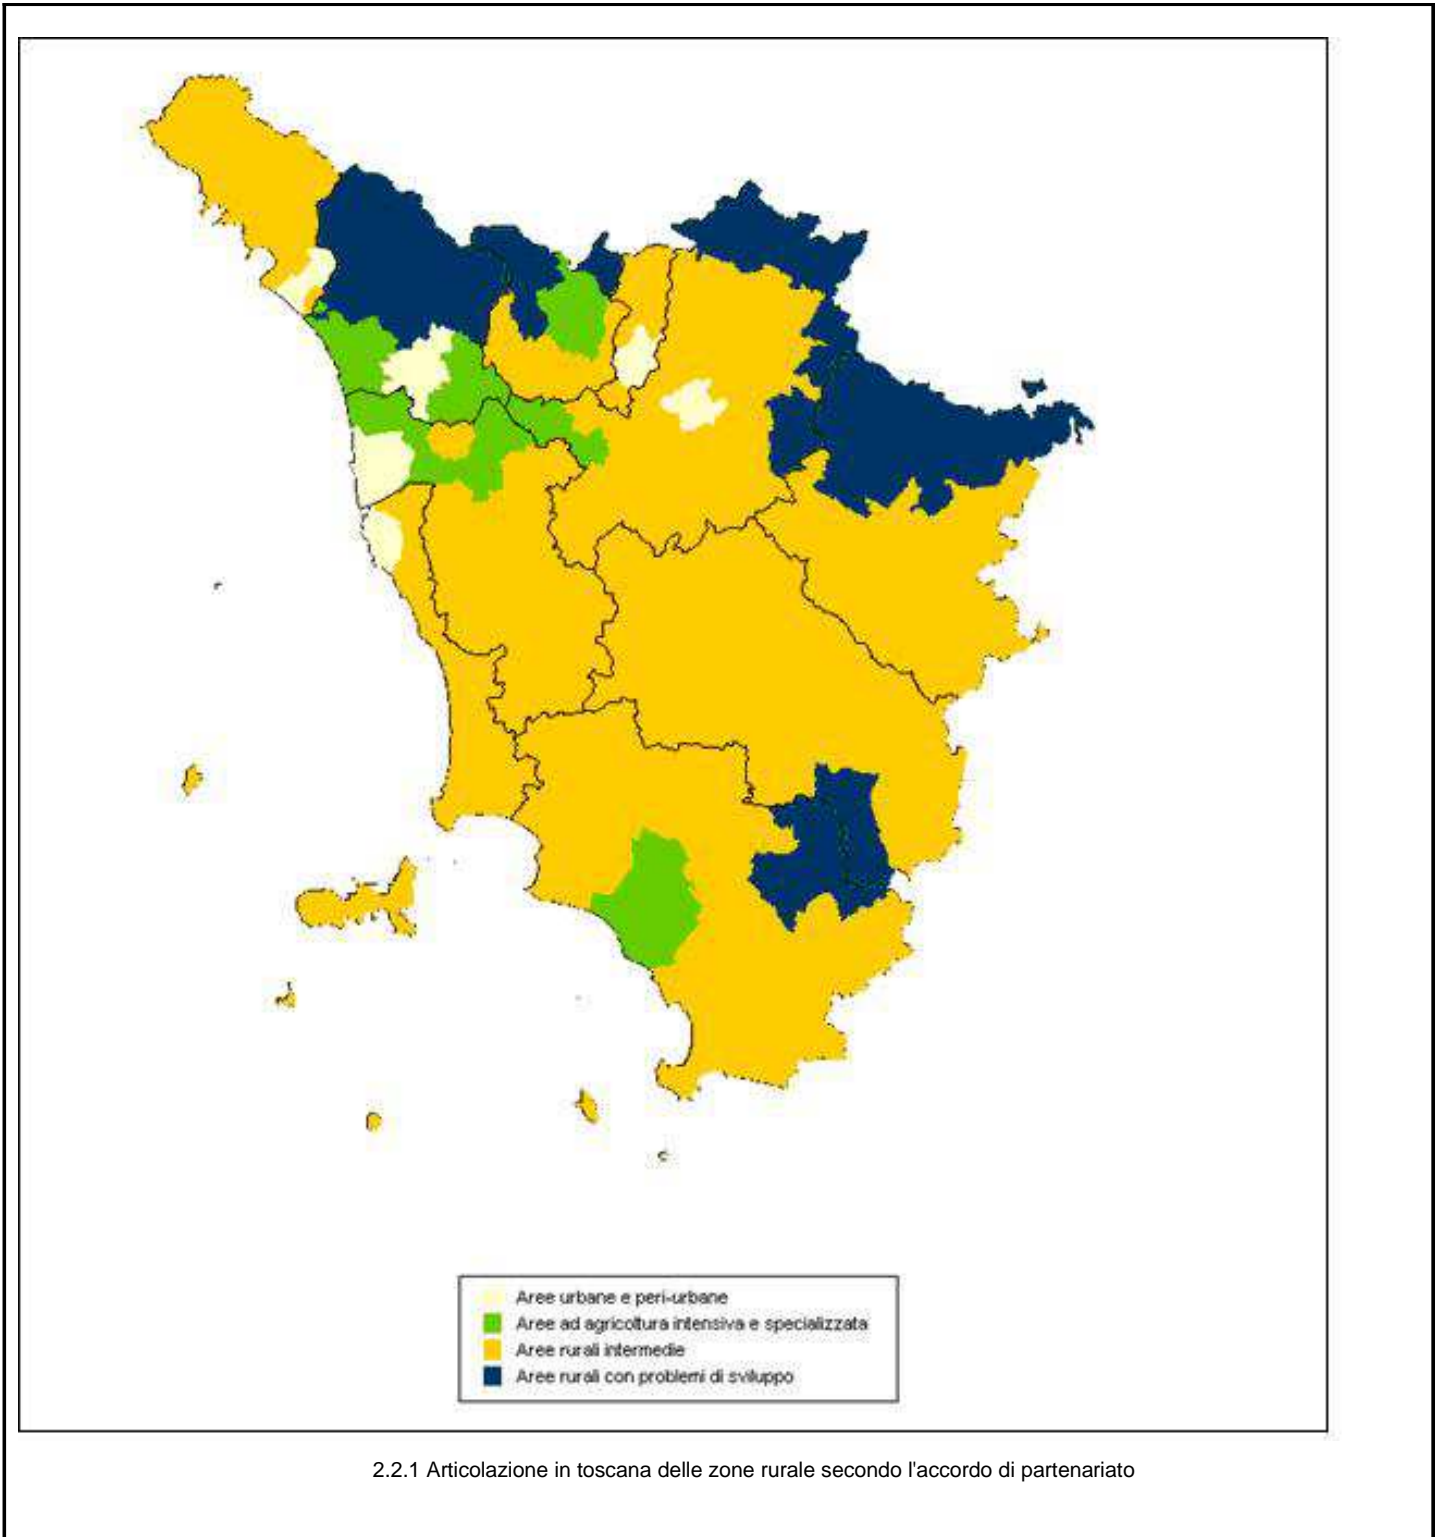 Aree urbane e peri-urbane
Aree ad agricoltura intensiva e specializzata
Aree rurali intermedie
Aree rurali con problemi di sviluppo
2.2.1 Articolazione in toscana delle zone rurale secondo l'accordo di partenariato